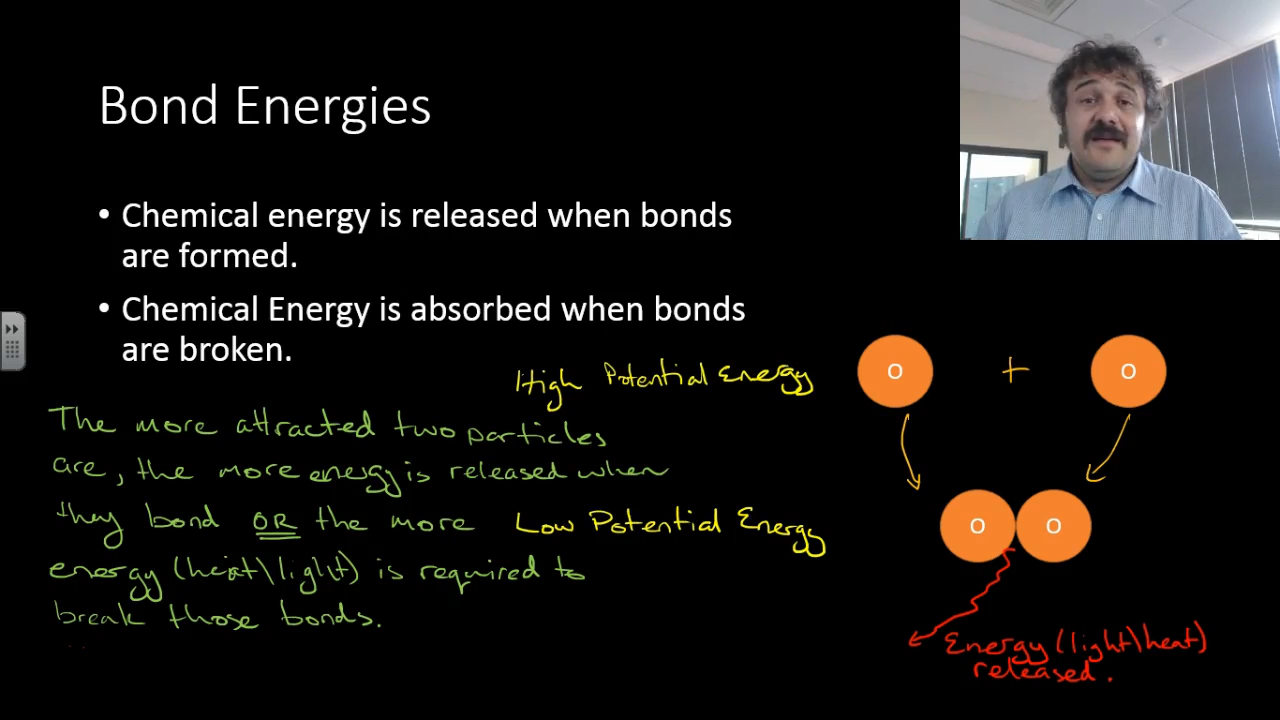 Bond Energies
• Chemical energy is released when bonds
are formed.
• Chemical Energy is absorbed when bonds
are broken.
High Potential Energy
O + O
The more attracted two particles
are, the more energy is released when
they bond OR the more
Low Potential Energy
O O
energy (heat\light) is required to
break those bonds.
Energy (light\heat)
released.